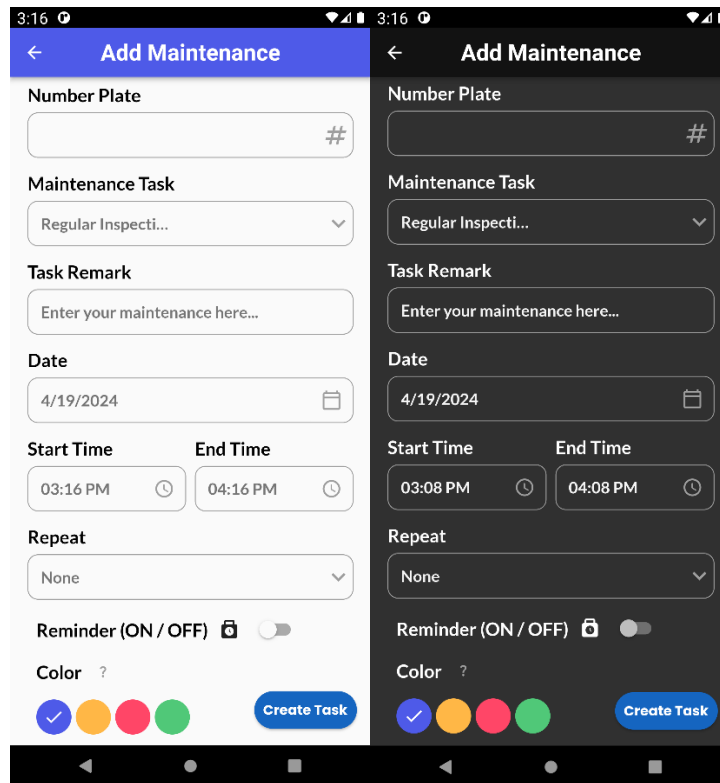 3:16
Add Maintenance
Number Plate
#
Maintenance Task
Regular Inspecti...
Task Remark
Enter your maintenance here...
Date
4/19/2024
Start Time End Time
03:16 PM 04:16 PM
Repeat
None
Reminder (ON / OFF)
Color ?
Create Task
3:16
Add Maintenance
Number Plate
#
Maintenance Task
Regular Inspecti...
Task Remark
Enter your maintenance here...
Date
4/19/2024
Start Time End Time
03:08 PM 04:08 PM
Repeat
None
Reminder (ON / OFF)
Color ?
Create Task